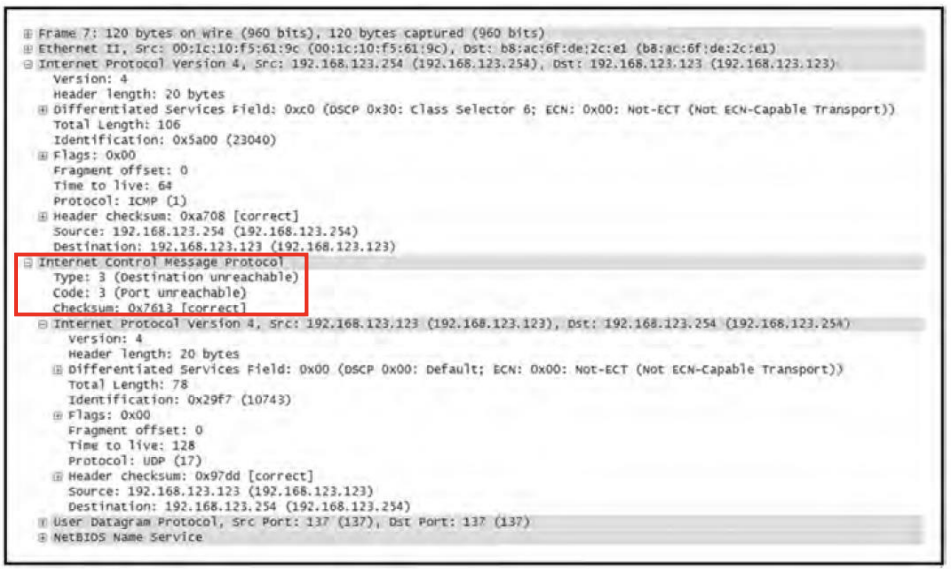 Frame 7: 120 bytes on wire (960 bits), 120 bytes captured (960 bits)
Ethernet II, Src: 00:1c:10:f5:61:9c (00:1c:10:f5:61:9c), Dst: b8:ac:6f:de:2c:e1 (b8:ac:6f:de:2c:e1)
Internet Protocol Version 4, Src: 192.168.123.254 (192.168.123.254), Dst: 192.168.123.123 (192.168.123.123)
Version: 4
Header length: 20 bytes
Differentiated Services Field: 0xc0 (DSCP 0x30: Class Selector 6; ECN: 0x00: Not-ECT (Not ECN-Capable Transport))
Total Length: 106
Identification: 0x5a00 (23040)
Flags: 0x00
Fragment offset: 0
Time to live: 64
Protocol: ICMP (1)
Header checksum: 0xa708 [correct]
Source: 192.168.123.254 (192.168.123.254)
Destination: 192.168.123.123 (192.168.123.123)
Internet Control Message Protocol
Type: 3 (Destination unreachable)
Code: 3 (Port unreachable)
Checksum: 0x7613 [correct]
Internet Protocol Version 4, Src: 192.168.123.123 (192.168.123.123), Dst: 192.168.123.254 (192.168.123.254)
Version: 4
Header length: 20 bytes
Differentiated Services Field: 0x00 (DSCP 0x00: Default; ECN: 0x00: Not-ECT (Not ECN-Capable Transport))
Total Length: 78
Identification: 0x29f7 (10743)
Flags: 0x00
Fragment offset: 0
Time to live: 128
Protocol: UDP (17)
Header checksum: 0x97dd [correct]
Source: 192.168.123.123 (192.168.123.123)
Destination: 192.168.123.254 (192.168.123.254)
User Datagram Protocol, Src Port: 137 (137), Dst Port: 137 (137)
NetBIOS Name Service